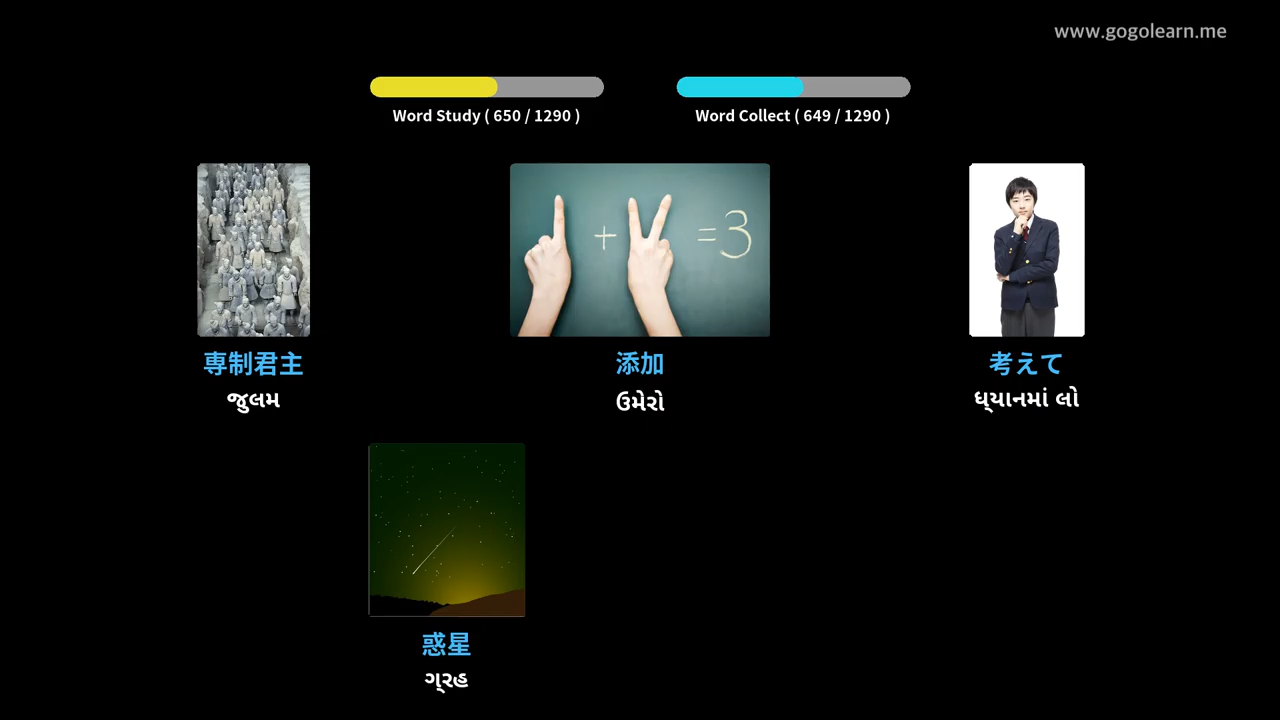 www.gogolearn.me
Word Study ( 650 / 1290 )
Word Collect ( 649 / 1290 )
+ =3
専制君主
જુલમ
添加
ઉમેરો
考えて
ધ્યાનમાં લો
惑星
ગ્રહ